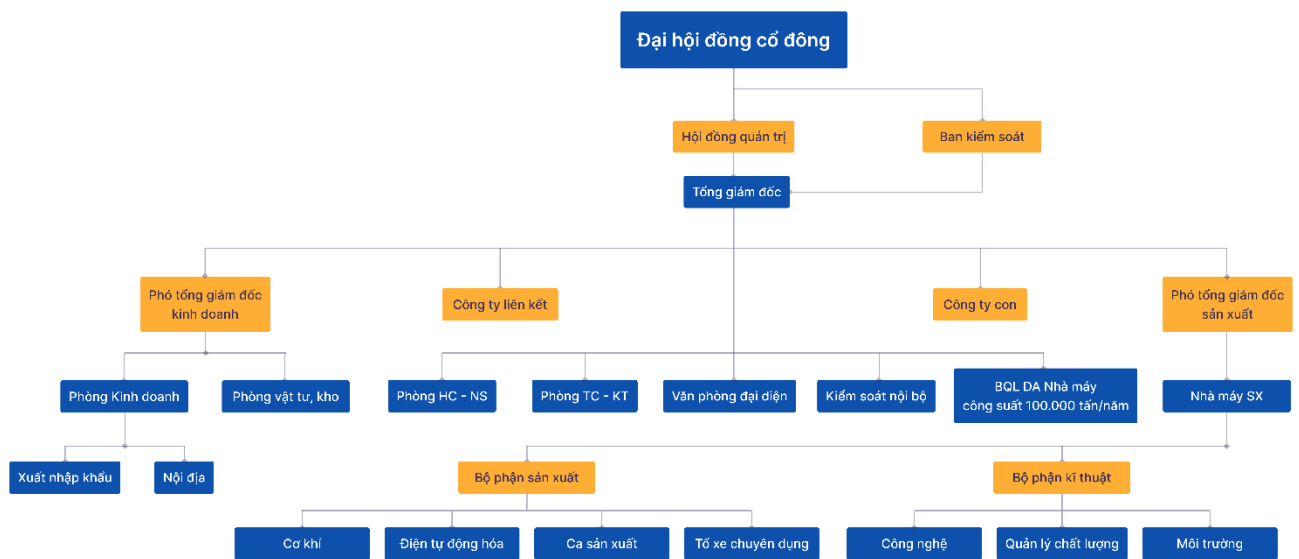 Đại hội đồng cổ đông
Hội đồng quản trị
Ban kiểm soát
Tổng giám đốc
Phó tổng giám đốc
kinh doanh
Công ty liên kết
Công ty con
Phó tổng giám đốc
sản xuất
Phòng Kinh doanh
Phòng vật tư, kho
Phòng HC - NS
Phòng TC - KT
Văn phòng đại diện
Kiểm soát nội bộ
BQL DA Nhà máy
công suất 100.000 tấn/năm
Nhà máy SX
Xuất nhập khẩu
Nội địa
Bộ phận sản xuất
Bộ phận kĩ thuật
Cơ khí
Điện tự động hóa
Ca sản xuất
Tổ xe chuyên dụng
Công nghệ
Quản lý chất lượng
Môi trường